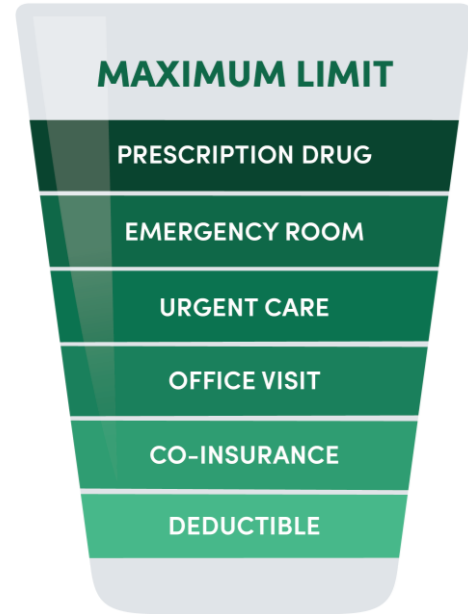 MAXIMUM LIMIT
PRESCRIPTION DRUG
EMERGENCY ROOM
URGENT CARE
OFFICE VISIT
CO-INSURANCE
DEDUCTIBLE